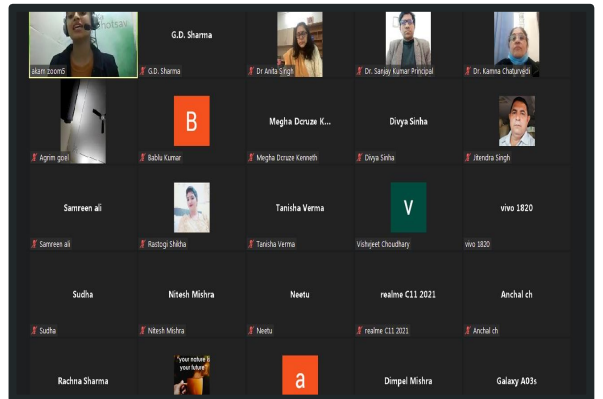 hotsav
akam zoom5
G.D. Sharma
G.D. Sharma
Dr Anita Singh
Dr. Sanjay Kumar Principal
Dr. Kamna Chaturvedi
B
Megha Dcruze K...
Divya Sinha
Agrim goel
Bablu Kumar
Megha Dcruze Kenneth
Divya Sinha
Jitendra Singh
Samreen ali
Tanisha Verma
V
vivo 1820
Samreen ali
Rastogi Shikha
Tanisha Verma
Vishvjeet Choudhary
vivo 1820
Sudha
Nitesh Mishra
Neetu
realme C11 2021
Anchal ch
Sudha
Nitesh Mishra
Neetu
realme C11 2021
Anchal ch
Rachna Sharma
"your nature is
your future"
a
Dimpel Mishra
Galaxy A03s